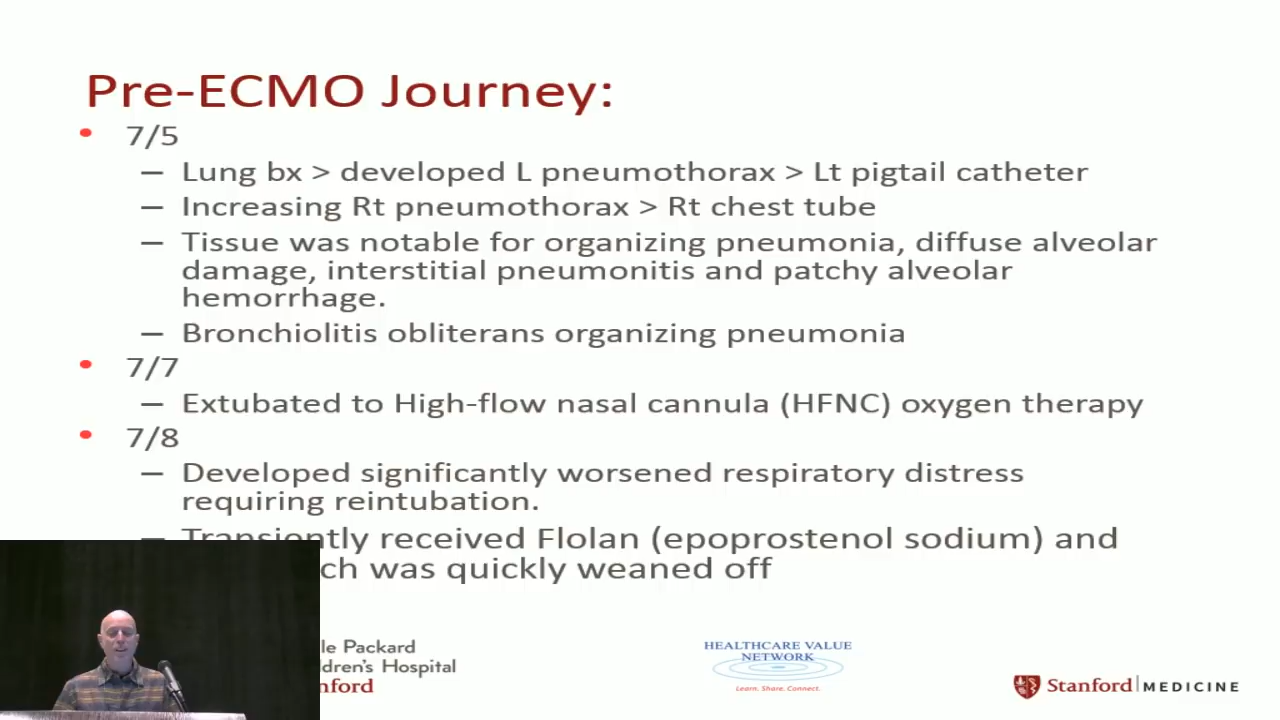 Pre-ECMO Journey:
• 7/5
– Lung bx > developed L pneumothorax > Lt pigtail catheter
– Increasing Rt pneumothorax > Rt chest tube
– Tissue was notable for organizing pneumonia, diffuse alveolar
damage, interstitial pneumonitis and patchy alveolar
hemorrhage.
– Bronchiolitis obliterans organizing pneumonia
• 7/7
– Extubated to High-flow nasal cannula (HFNC) oxygen therapy
• 7/8
– Developed significantly worsened respiratory distress
requiring reintubation.
– Transiently received Flolan (epoprostenol sodium) and
ch was quickly weaned off
le Packard
ldren's Hospital
nford
HEALTHCARE VALUE
NETWORK
Learn. Share. Connect.
Stanford | MEDICINE